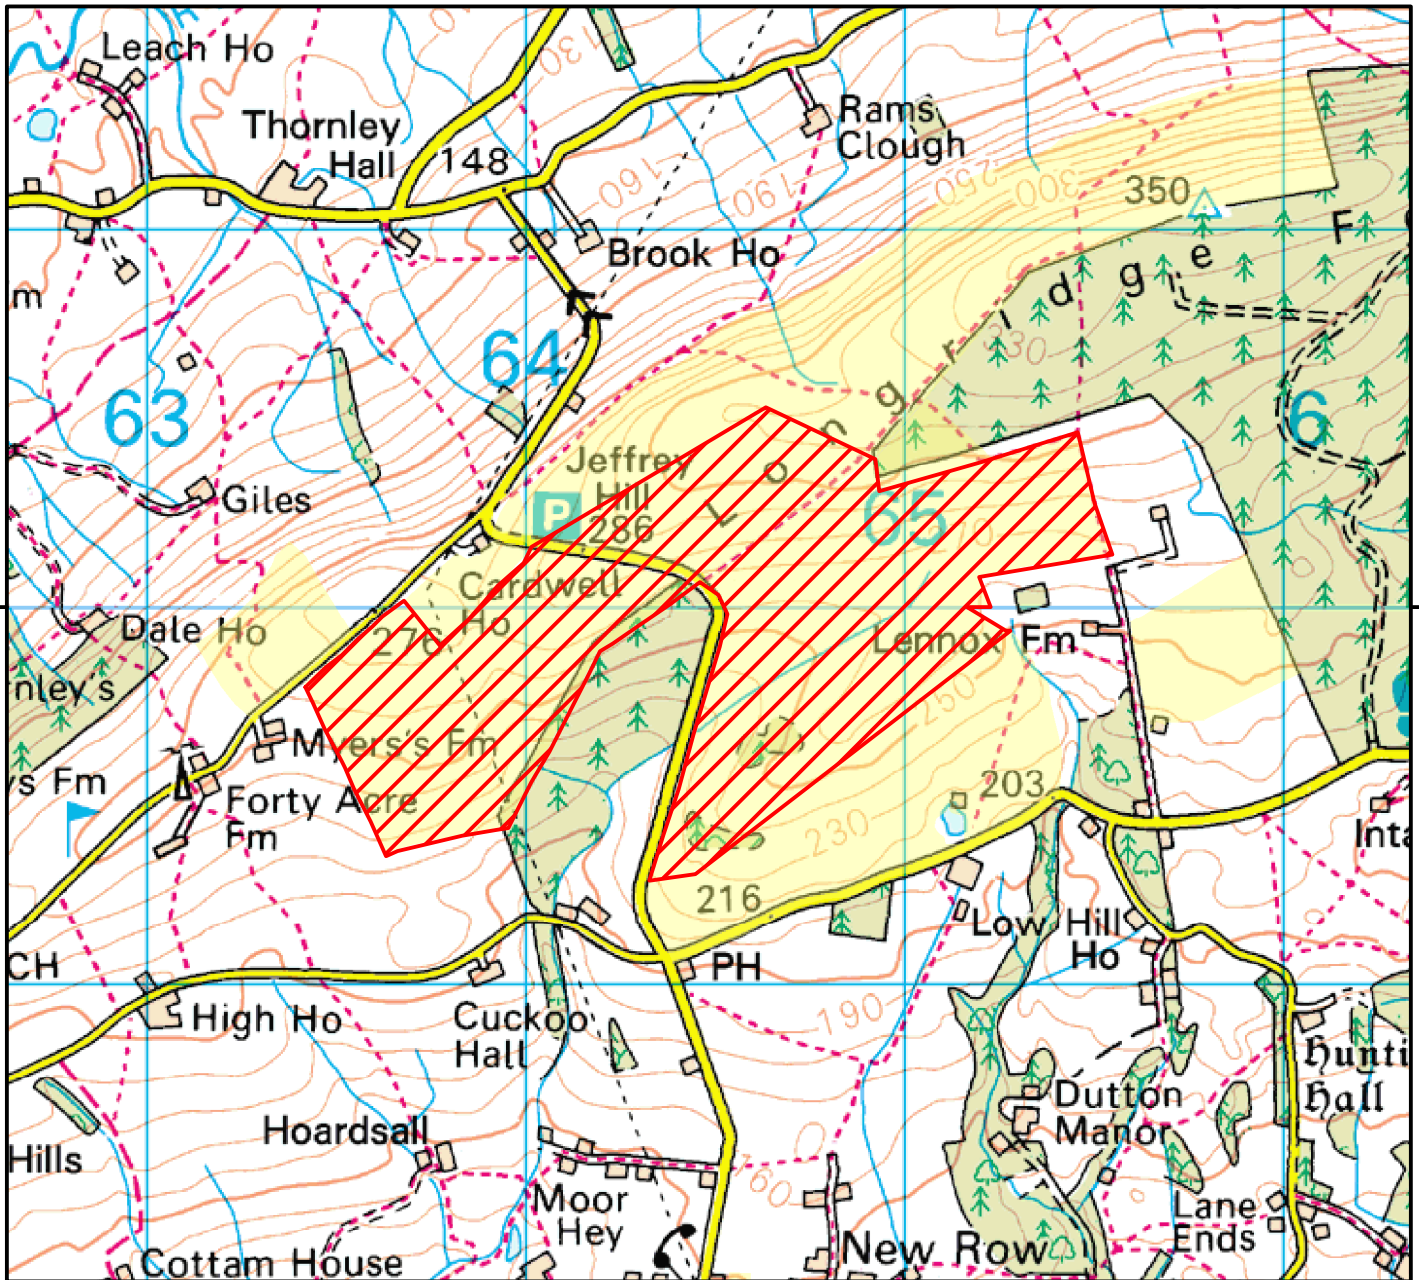 Leach Ho
Thornley
Hall
148
130
Rams
Clough
160
190
250
300
350
Brook Ho
m
63
64
65
6
F
L o n g r i d g e
330
Jeffrey
Hill
286
P
Giles
Cardwell
Ho
276
Dale Ho
nley's
Lennox Fm
250
Myers's Fm
ys Fm
Forty Acre
Fm
203
230
216
Inta
CH
PH
Low Hill
Ho
High Ho
Cuckoo
Hall
190
Hunti
Hall
Dutton
Manor
Hoardsall
Hills
160
Moor
Hey
Lane
Ends
New Row
Cottam House